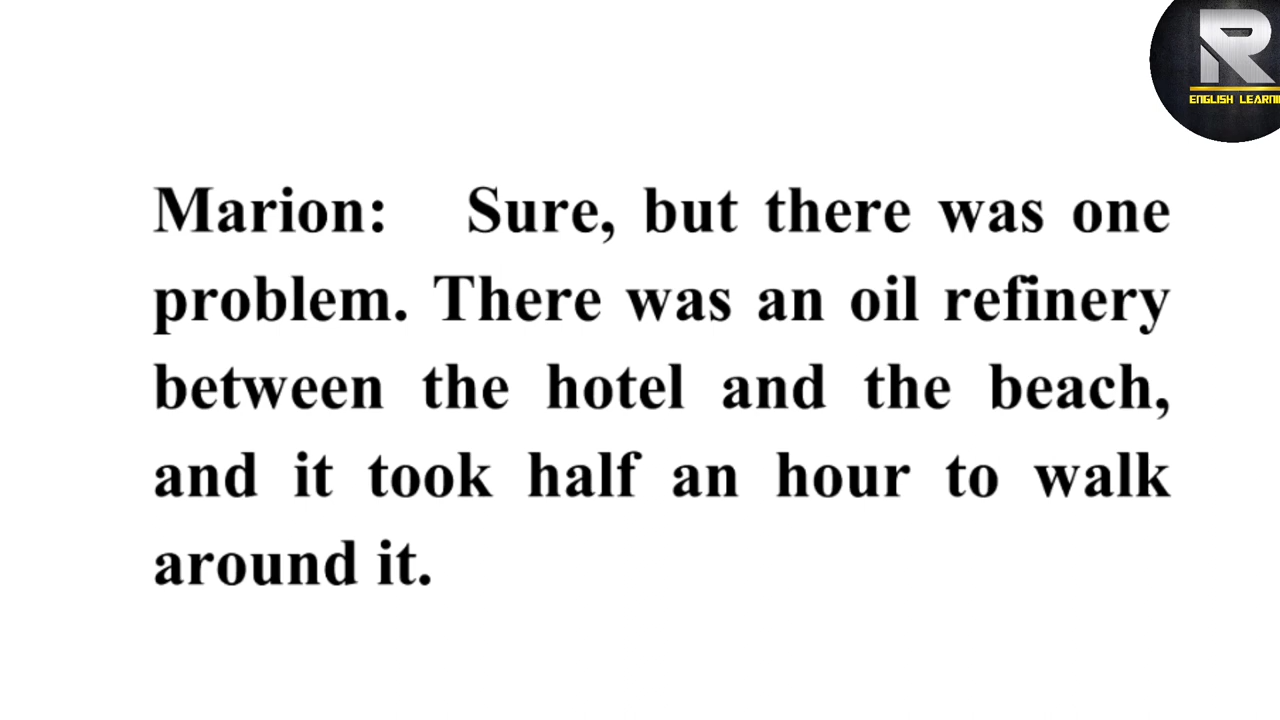 R
ENGLISH
Marion: Sure, but there was one
problem. There was an oil refinery
between the hotel and the beach,
and it took half an hour to walk
around it.